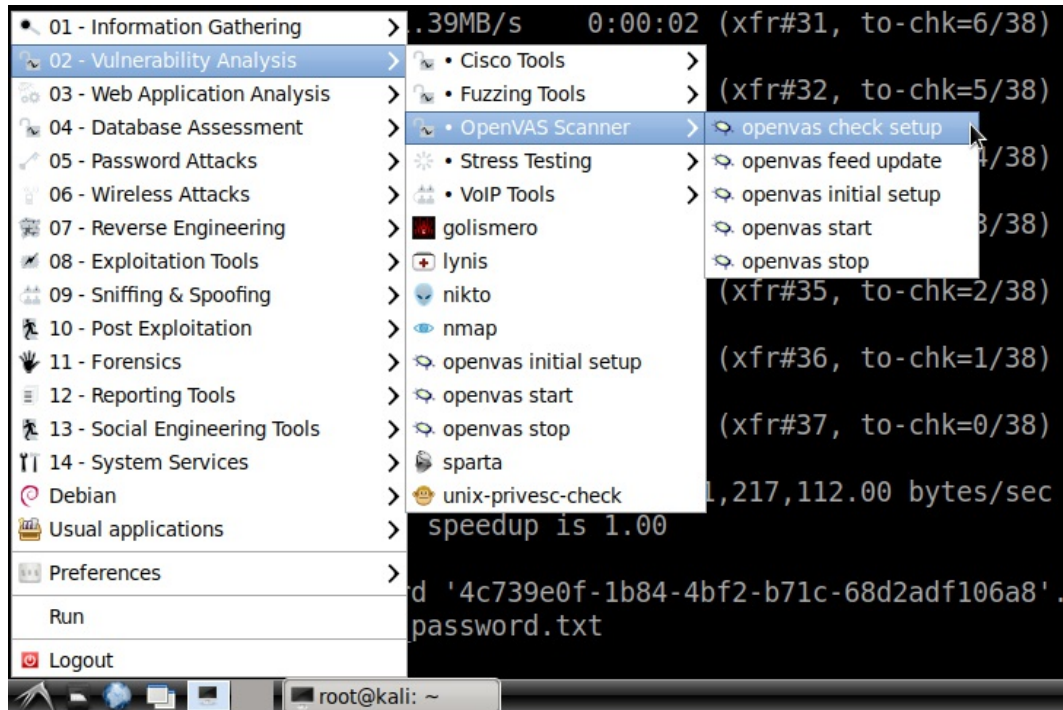 01 - Information Gathering
02 - Vulnerability Analysis
03 - Web Application Analysis
04 - Database Assessment
05 - Password Attacks
06 - Wireless Attacks
07 - Reverse Engineering
08 - Exploitation Tools
09 - Sniffing & Spoofing
10 - Post Exploitation
11 - Forensics
12 - Reporting Tools
13 - Social Engineering Tools
14 - System Services
Debian
Usual applications
Preferences
Run
Logout
• Cisco Tools
• Fuzzing Tools
• OpenVAS Scanner
• Stress Testing
• VoIP Tools
golismero
lynis
nikto
nmap
openvas initial setup
openvas start
openvas stop
sparta
unix-privesc-check
openvas check setup
openvas feed update
openvas initial setup
openvas start
openvas stop
.39MB/s 0:00:02 (xfr#31, to-chk=6/38)
(xfr#32, to-chk=5/38)
/38)
/38)
(xfr#35, to-chk=2/38)
(xfr#36, to-chk=1/38)
(xfr#37, to-chk=0/38)
1,217,112.00 bytes/sec
speedup is 1.00
d '4c739e0f-1b84-4bf2-b71c-68d2adf106a8'.
password.txt
root@kali: ~